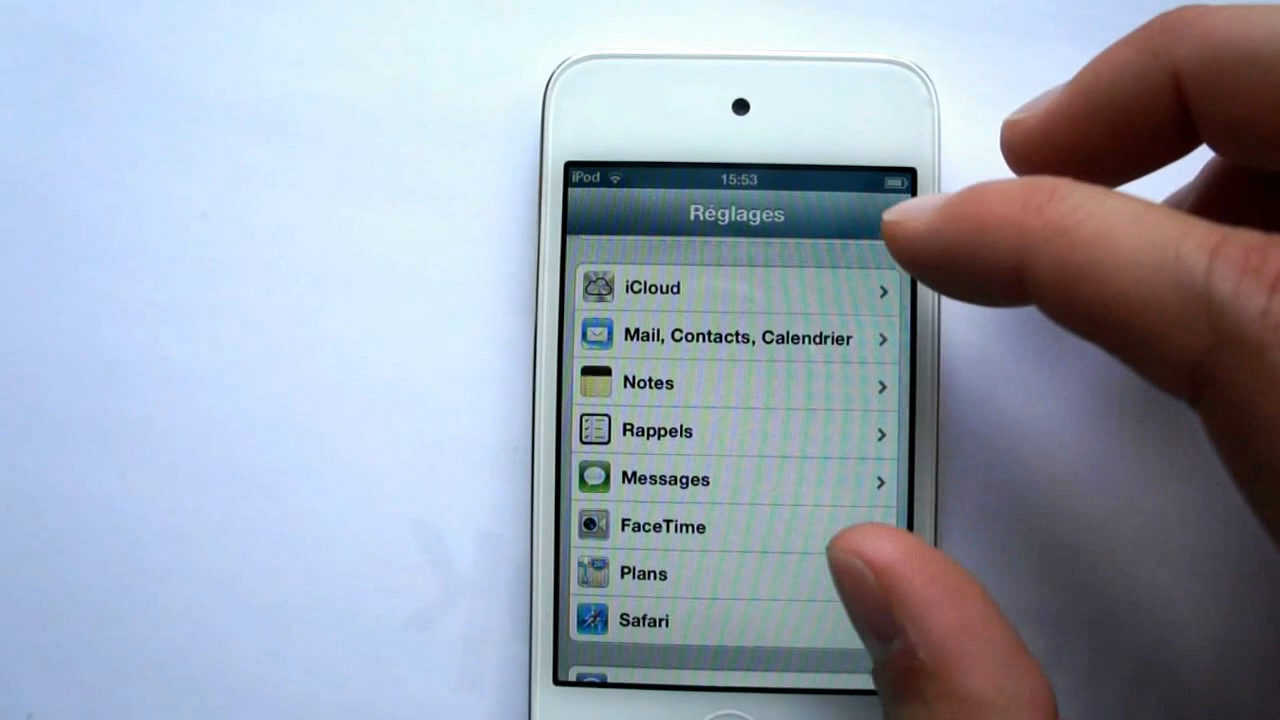 iPod 15:53
Réglages
iCloud
Mail, Contacts, Calendrier
Notes
Rappels
Messages
FaceTime
Plans
Safari